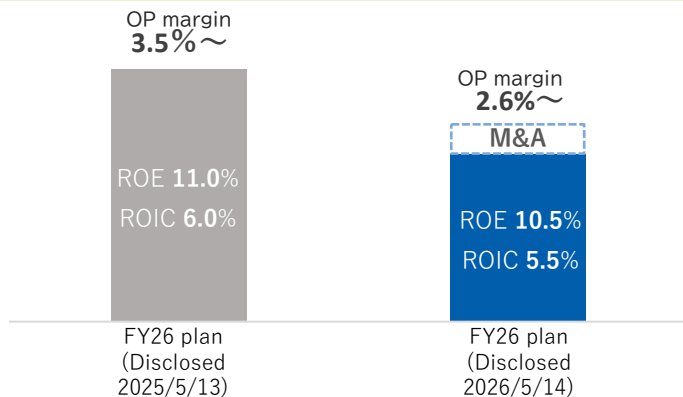 OP margin
3.5%～
ROE 11.0%
ROIC 6.0%
FY26 plan
(Disclosed
2025/5/13)
OP margin
2.6%～
M&A
ROE 10.5%
ROIC 5.5%
FY26 plan
(Disclosed
2026/5/14)